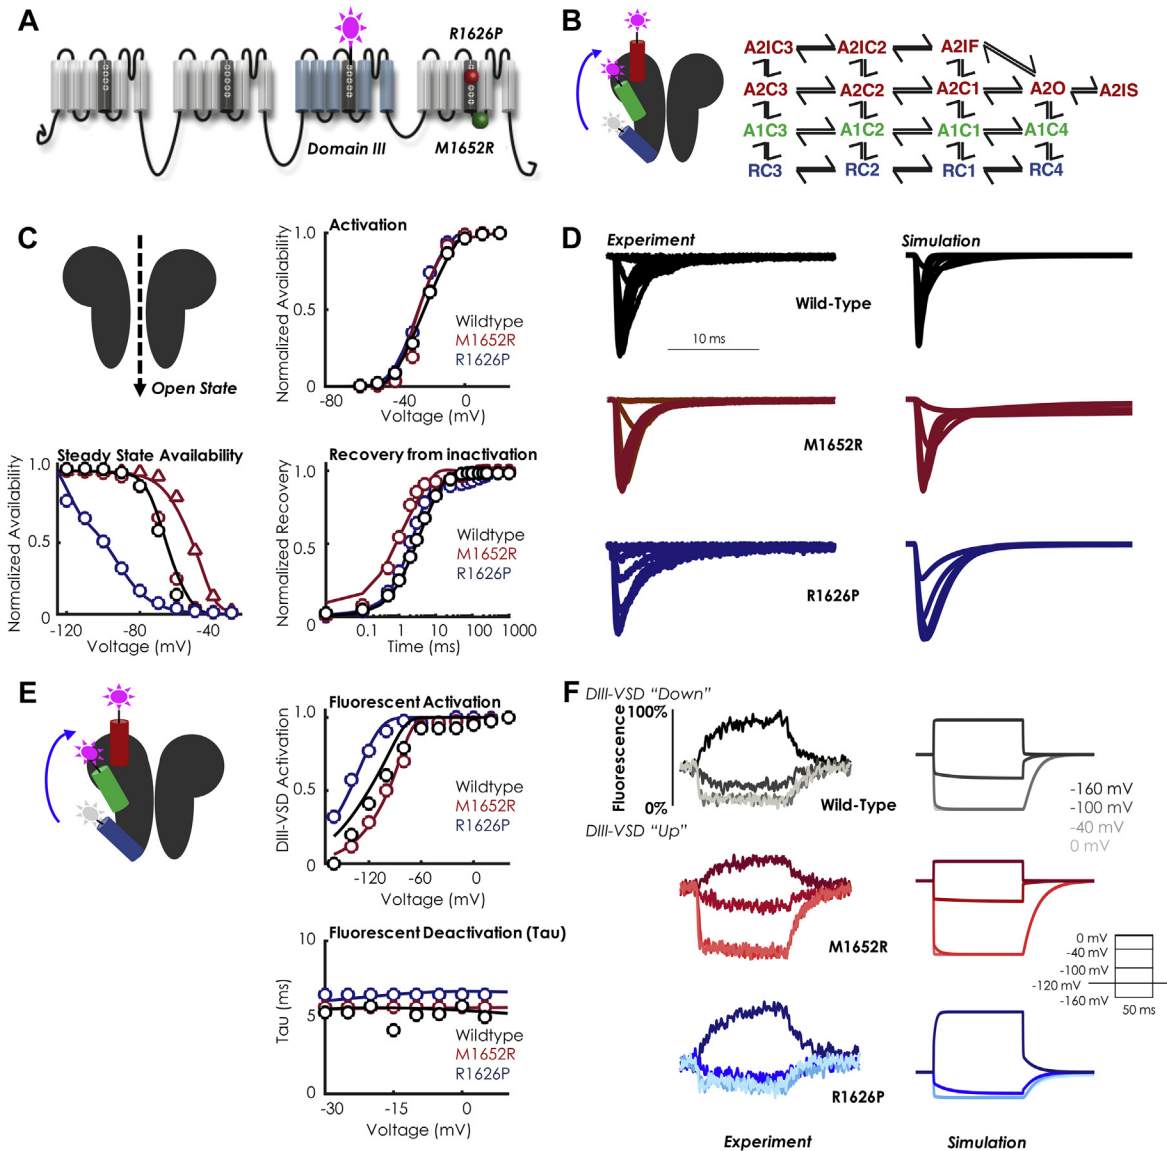 A
R1626P
Domain III
M1652R
B
A2IC3
A2IC2
A2IF
A2C3
A2C2
A2C1
A2O
A2IS
A1C3
A1C2
A1C1
A1C4
RC3
RC2
RC1
RC4
C
Open State
Activation
Normalized Availability
1.0
0.5
0
Wildtype
M1652R
R1626P
-80
-40
0
Voltage (mV)
Steady State Availability
Normalized Availability
1.0
0.5
0
-120
-80
-40
Voltage (mV)
Recovery from inactivation
Normalized Recovery
1.0
0.5
0
Wildtype
M1652R
R1626P
0.1
1
10
100
1000
Time (ms)
D
Experiment
Simulation
Wild-Type
10 ms
M1652R
R1626P
E
Fluorescent Activation
DIII-VSD Activation
1.0
0.5
0
Wildtype
M1652R
R1626P
-120
-60
0
Voltage (mV)
Fluorescent Deactivation (Tau)
Tau (ms)
10
5
0
Wildtype
M1652R
R1626P
-30
-15
0
Voltage (mV)
F
DIII-VSD “Down”
100%
Fluorescence
0%
DIII-VSD “Up”
Wild-Type
-160 mV
-100 mV
-40 mV
0 mV
M1652R
0 mV
-40 mV
-100 mV
-120 mV
-160 mV
50 ms
R1626P
Experiment
Simulation